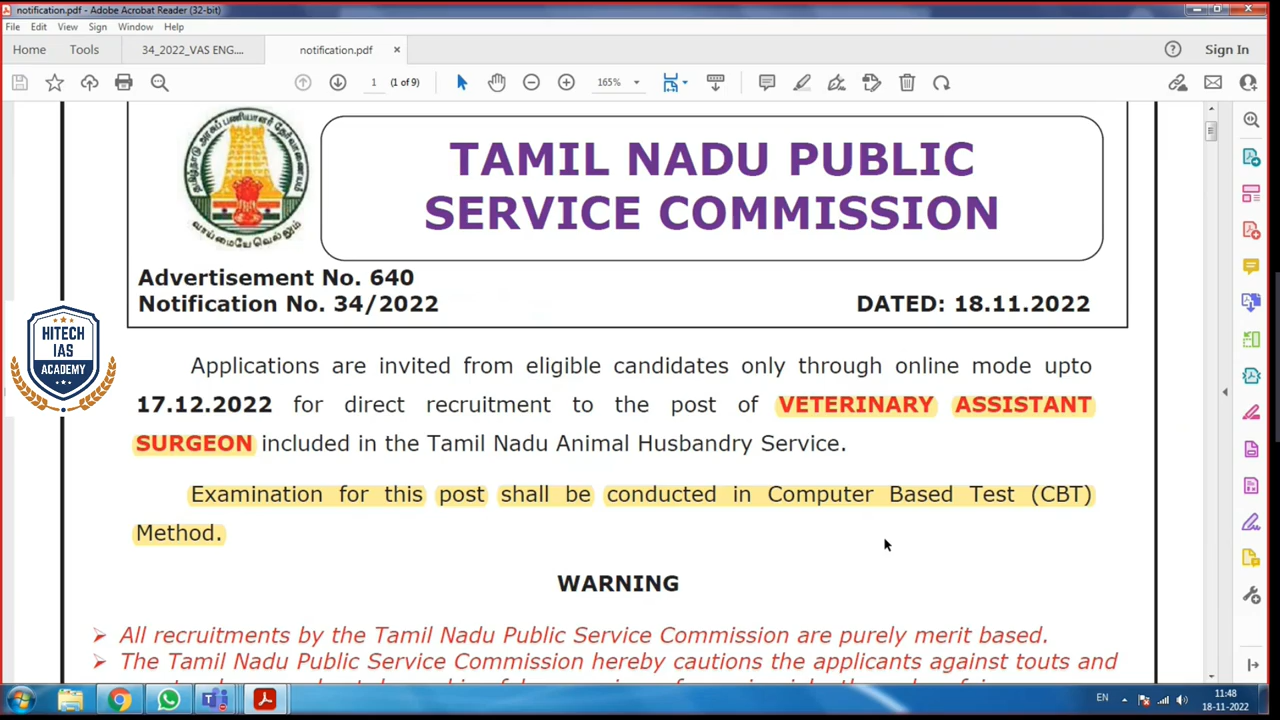 notification.pdf - Adobe Acrobat Reader (32-bit)
File Edit View Sign Window Help
Home Tools 34_2022_VAS ENG.... notification.pdf × Sign In
1 (1 of 9) 165%
தமிழ்நாடு அரசுப் பணியாளர் தேர்வாணையம்
வாய்மையே வெல்லும்
TAMIL NADU PUBLIC
SERVICE COMMISSION
Advertisement No. 640
Notification No. 34/2022 DATED: 18.11.2022
HITECH
IAS
ACADEMY
Applications are invited from eligible candidates only through online mode upto
17.12.2022 for direct recruitment to the post of VETERINARY ASSISTANT
SURGEON included in the Tamil Nadu Animal Husbandry Service.
Examination for this post shall be conducted in Computer Based Test (CBT)
Method.
WARNING
➢ All recruitments by the Tamil Nadu Public Service Commission are purely merit based.
➢ The Tamil Nadu Public Service Commission hereby cautions the applicants against touts and
EN 11:48
18-11-2022